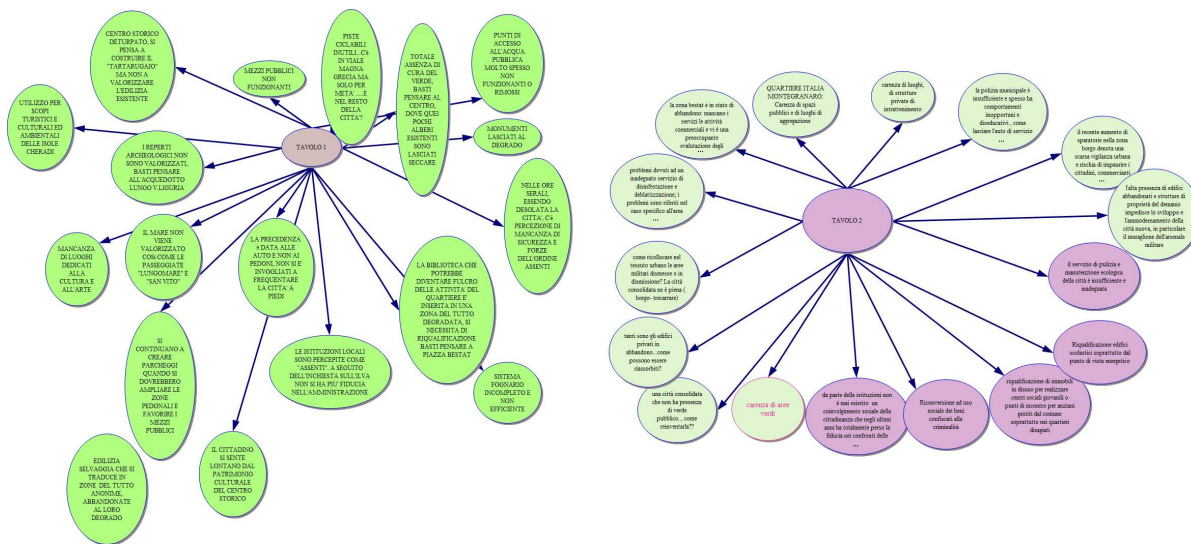 CENTRO STORICO
DETURPATO, SI
PENSA A
COSTRUIRE IL
"TARTARUGAIO"
MA NON A
VALORIZZARE
L'EDILIZIA
ESISTENTE
MEZZI PUBBLICI
NON
FUNZIONANTI
PISTE
CICLABILI
INUTILI...C'è
IN VIALE
MAGNA
GRECIA MA
SOLO PER
META' ....E
NEL RESTO
DELLA
CITTA'?
TOTALE
ASSENZA DI
CURA DEL
VERDE,
BASTI
PENSARE AL
CENTRO,
DOVE QUEI
POCHI
ALBERI
ESISTENTI
SONO
LASCIATI
SECCARE
PUNTI DI
ACCESSO
ALL'ACQUA
PUBBLICA
MOLTO SPESSO
NON
FUNZIONANTI O
RIMOSSI
UTILIZZO PER
SCOPI
TURISTICI E
CULTURALI ED
AMBIENTALI
DELLE ISOLE
CHERADI
I REPERTI
ARCHEOLOGICI NON
SONO VALORIZZATI,
BASTI PENSARE
ALL'ACQUEDOTTO
LUNGO V.LIGURIA
TAVOLO 1
MONUMENTI
LASCIATI AL
DEGRADO
NELLE ORE
SERALI, ESSENDO
DESOLATA LA
CITTA', C'è
PERCEZIONE DI
MANCANZA DI
SICUREZZA E
FORZE
DELL'ORDINE
ASSENTI
MANCANZA
DI LUOGHI
DEDICATI
ALLA
CULTURA E
ALL'ARTE
IL MARE NON
VIENE
VALORIZZATO
COSì COME LE
PASSEGGIATE
"LUNGOMARE" E
"SAN VITO"
LA PRECEDENZA
è DATA ALLE
AUTO E NON AI
PEDONI, NON SI E'
INVOGLIATI A
FREQUENTARE
LA CITTA' A
PIEDI
LA BIBLIOTECA CHE
POTREBBE
DIVENTARE FULCRO
DELLE ATTIVITA' DEL
QUARTIERE E'
INSERITA IN UNA
ZONA DEL TUTTO
DEGRADATA, SI
NECESSITA DI
RIQUALIFICAZIONE
BASTI PENSARE A
PIAZZA BESTAT
SI
CONTINUANO A
CREARE
PARCHEGGI
QUANDO SI
DOVREBBERO
AMPLIARE LE
ZONE
PEDONALI E
FAVORIRE I
MEZZI
PUBBLICI
LE ISTITUZIONI LOCALI
SONO PERCEPITE COME
"ASSENTI". A SEGUITO
DELL'INCHIESTA SULL'ILVA
NON SI HA PIU' FIDUCIA
NELL'AMMINISTRAZIONE
SISTEMA
FOGNARIO
INCOMPLETO E
NON
EFFICIENTE
EDILIZIA
SELVAGGIA CHE SI
TRADUCE IN
ZONE DEL TUTTO
ANONIME,
ABBANDONATE
AL LORO
DEGRADO
IL CITTADINO
SI SENTE
LONTANO DAL
PATRIMONIO
CULTURALE
DEL CENTRO
STORICO
la zona bestat è in stato di
abbandono: mancano i
servizi le attività
commerciali e vi è una
preoccupante
svalutazione degli
...
QUARTIERE ITALIA
MONTEGRANARO:
Carenza di spazi
pubblici e di luoghi di
aggregazione
carenza di luoghi,
di strutture
private di
intrattenimento
la polizia municipale è
insufficiente e spesso ha
comportamenti
inopportuni e
diseducativi , come
lasciare l'auto di servizio
...
il recente aumento di
sparatorie nella zona
borgo denota una
scarsa vigilanza urbana
e rischia di impaurire i
cittadini, commercianti,
...
problemi dovuti ad un
inadeguato servizio di
disinfestazione e
deblattizzazione; i
problemi sono riferiti nel
caso specifico all'area
...
TAVOLO 2
l'alta presenza di edifici
abbandonati e strutture di
proprietà del demanio
impedisce lo sviluppo e
l'ammodernamento della
città nuova, in particolare
il muraglione dell'arsenale
militare
come ricollocare nel
tessuto urbano le aree
militari dismesse o in
dismissione? La città
consolidata ne è piena (
borgo- toscanaro)
il servizio di pulizia e
manutenzione ecologica
della città è insufficiente e
inadeguata
tanti sono gli edifici
privati in
abbandono...come
possono essere
riassorbiti?
Riqualificazione edifici
scolastici soprattutto dal
punto di vista energetico
una città consolidata
che non ha presenza
di verde
pubblico....come
reinventarla??
carenza di aree
verdi
da parte delle istituzioni non
è mai esistito un
coinvolgimento sociale della
cittadinanza che negli ultimi
anni ha totalmente perso la
fiducia nei confronti delle
...
Riconversione ad uso
sociale dei beni
confiscati alla
criminalità
riqualificazione di immobili
in disuso per realizzare
centri sociali giovanili o
punti di incontro per anziani
gestiti dal comune
soprattutto nei quartieri
disagiati